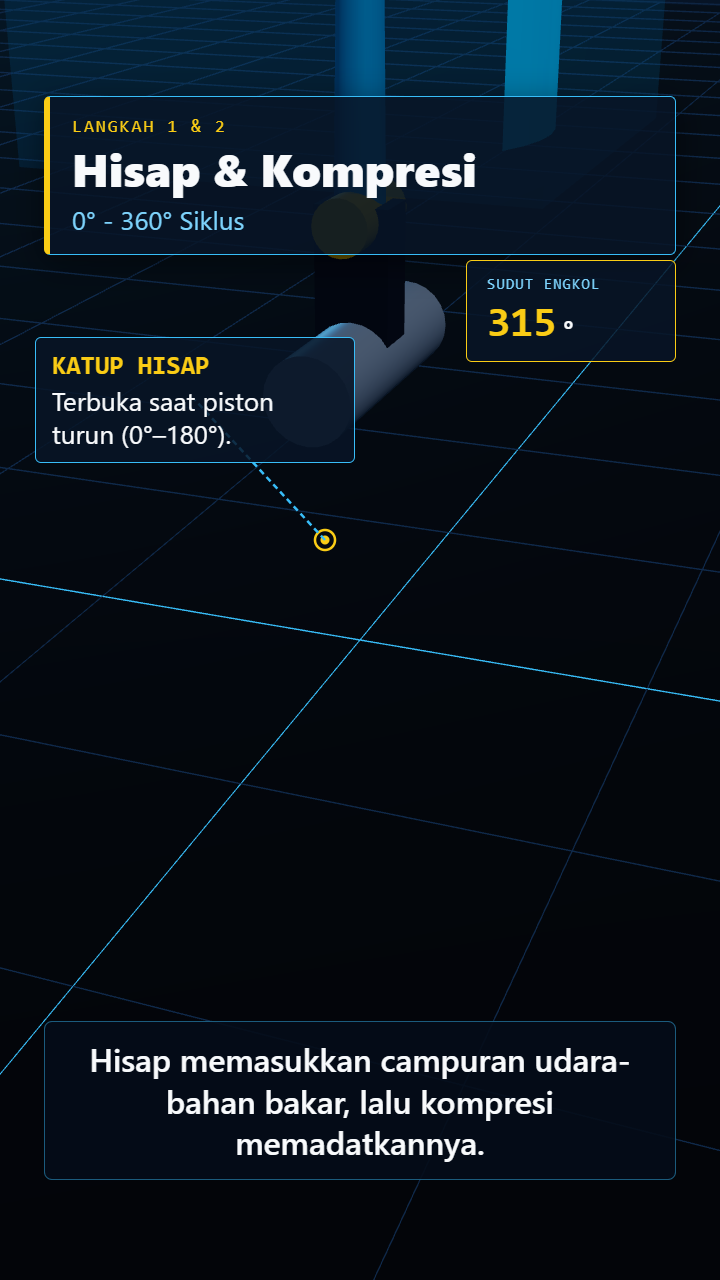 LANGKAH 1 & 2
Hisap & Kompresi
0° - 360° Siklus
SUDUT ENGKOL
315 °
KATUP HISAP
Terbuka saat piston
turun (0°–180°).
Hisap memasukkan campuran udara-
bahan bakar, lalu kompresi
memadatkannya.